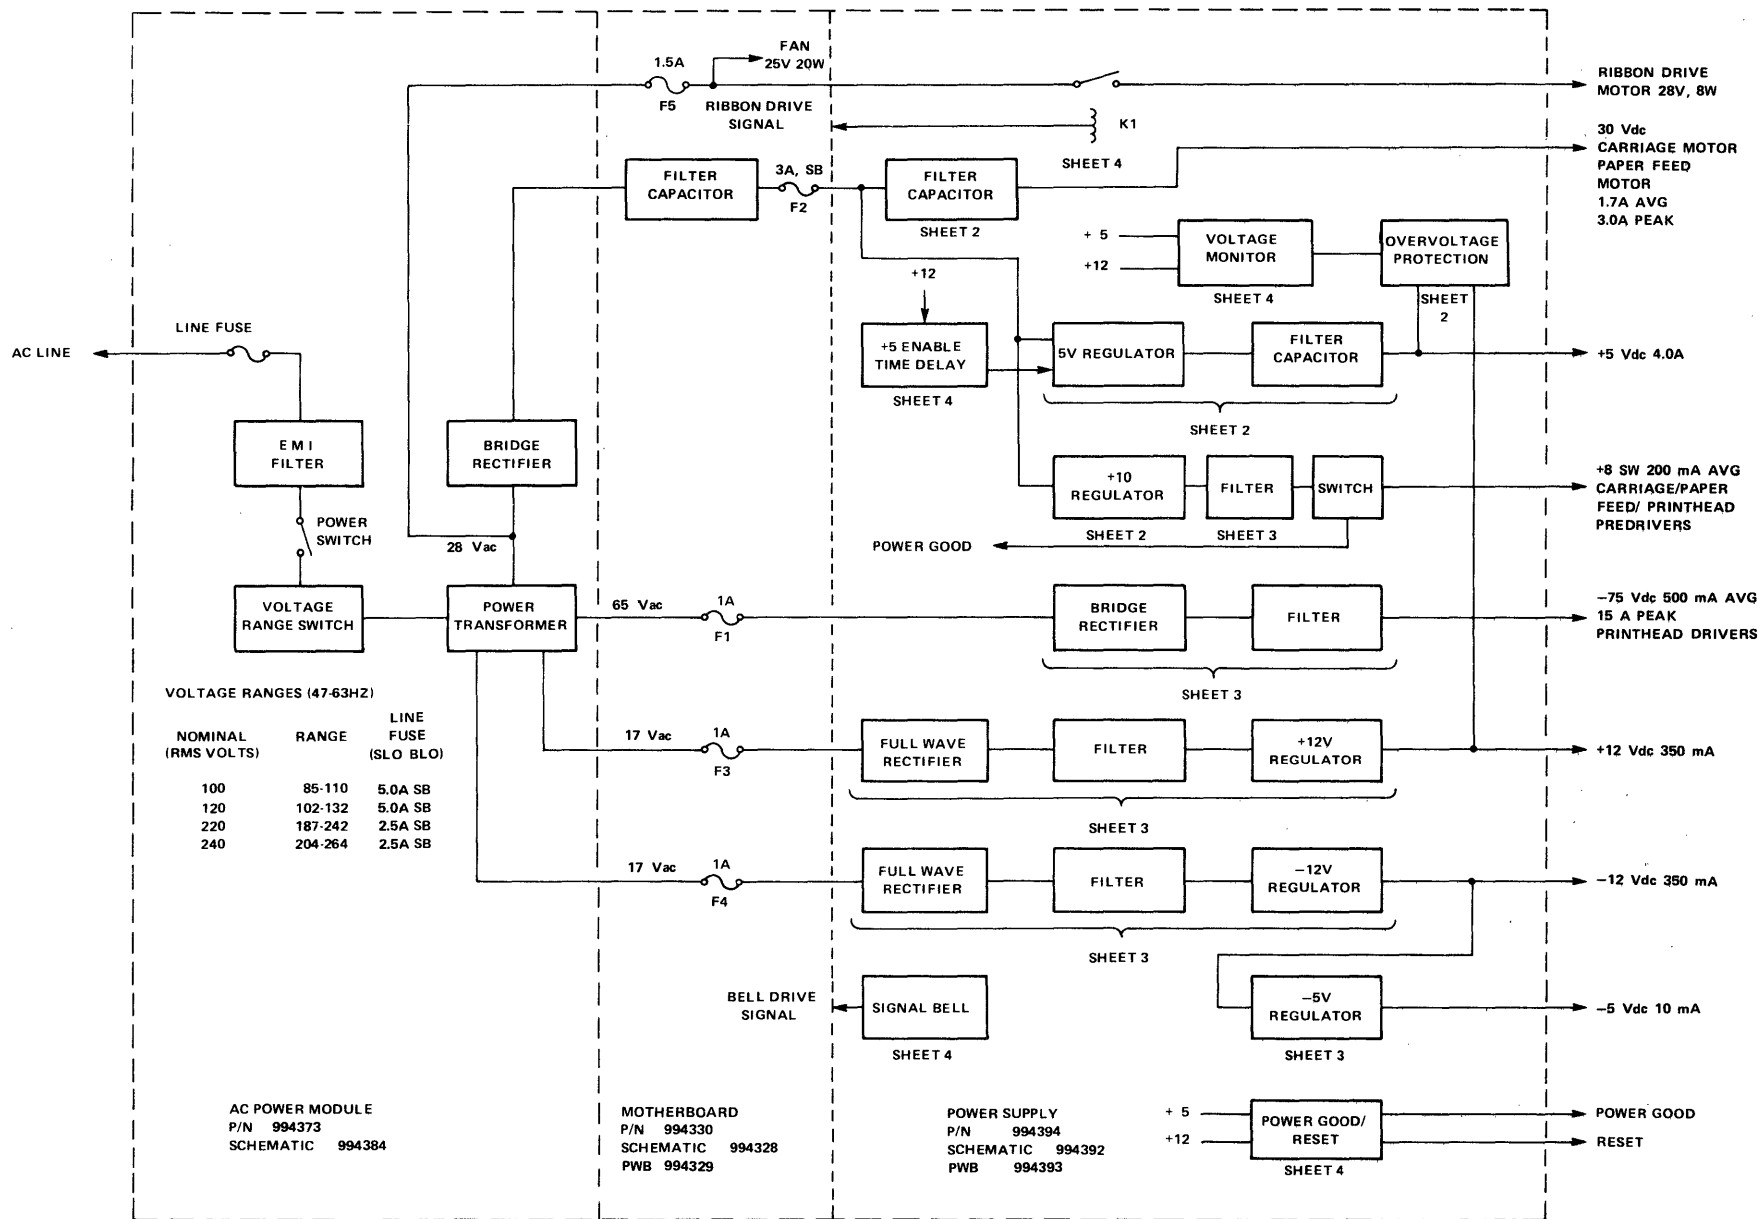 FAN
25V 20W
1.5A
F5
RIBBON DRIVE
SIGNAL
K1
SHEET 4
RIBBON DRIVE
MOTOR 28V, 8W
30 Vdc
CARRIAGE MOTOR
PAPER FEED
MOTOR
1.7A AVG
3.0A PEAK
FILTER
CAPACITOR
3A, SB
F2
FILTER
CAPACITOR
SHEET 2
+ 5
+12
VOLTAGE
MONITOR
SHEET 4
OVERVOLTAGE
PROTECTION
SHEET
2
+12
AC LINE
LINE FUSE
+5 ENABLE
TIME DELAY
SHEET 4
5V REGULATOR
FILTER
CAPACITOR
SHEET 2
+5 Vdc 4.0A
E M I
FILTER
BRIDGE
RECTIFIER
POWER
SWITCH
28 Vac
+10
REGULATOR
SHEET 2
FILTER
SHEET 3
SWITCH
POWER GOOD
+8 SW 200 mA AVG
CARRIAGE/PAPER
FEED/ PRINTHEAD
PREDRIVERS
VOLTAGE
RANGE SWITCH
POWER
TRANSFORMER
65 Vac
1A
F1
BRIDGE
RECTIFIER
FILTER
SHEET 3
−75 Vdc 500 mA AVG
15 A PEAK
PRINTHEAD DRIVERS
VOLTAGE RANGES (47-63HZ)
NOMINAL
(RMS VOLTS)
RANGE
LINE
FUSE
(SLO BLO)
100 85-110 5.0A SB
120 102-132 5.0A SB
220 187-242 2.5A SB
240 204-264 2.5A SB
17 Vac
1A
F3
FULL WAVE
RECTIFIER
FILTER
+12V
REGULATOR
SHEET 3
+12 Vdc 350 mA
17 Vac
1A
F4
FULL WAVE
RECTIFIER
FILTER
−12V
REGULATOR
SHEET 3
−12 Vdc 350 mA
BELL DRIVE
SIGNAL
SIGNAL BELL
SHEET 4
−5V
REGULATOR
SHEET 3
−5 Vdc 10 mA
AC POWER MODULE
P/N 994373
SCHEMATIC 994384
MOTHERBOARD
P/N 994330
SCHEMATIC 994328
PWB 994329
POWER SUPPLY
P/N 994394
SCHEMATIC 994392
PWB 994393
+ 5
+12
POWER GOOD/
RESET
SHEET 4
POWER GOOD
RESET